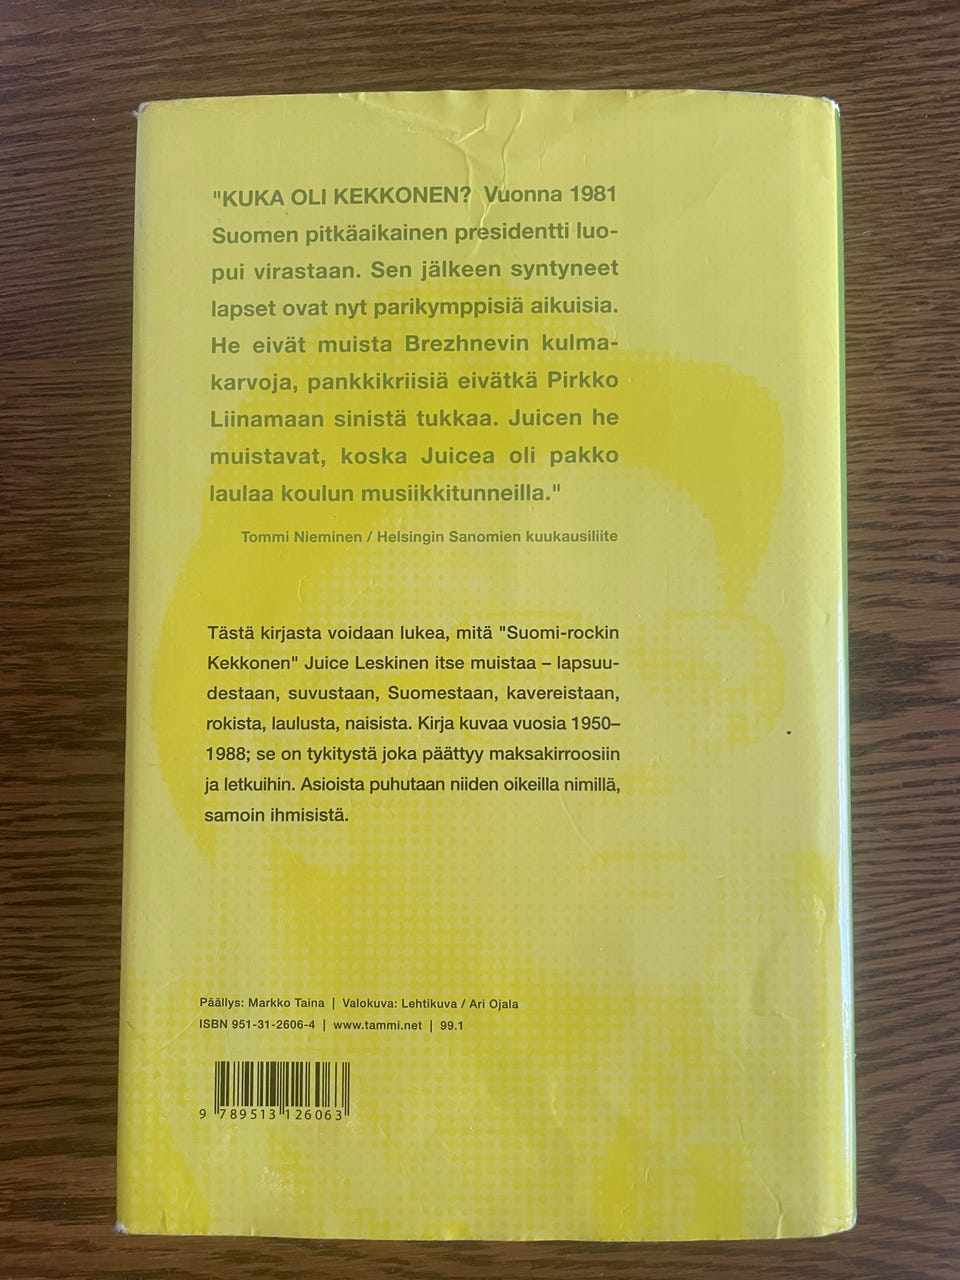 "KUKA OLI KEKKONEN? Vuonna 1981
Suomen pitkäaikainen presidentti luo-
pui virastaan. Sen jälkeen syntyneet
lapset ovat nyt parikymppisiä aikuisia.
He eivät muista Brezhnevin kulma-
karvoja, pankkikriisiä eivätkä Pirkko
Liinamaan sinistä tukkaa. Juicen he
muistavat, koska Juicea oli pakko
laulaa koulun musiikkitunneilla."
Tommi Nieminen / Helsingin Sanomien kuukausiliite
Tästä kirjasta voidaan lukea, mitä "Suomi-rockin
Kekkonen" Juice Leskinen itse muistaa – lapsuu-
destaan, suvustaan, Suomestaan, kavereistaan,
rokista, laulusta, naisista. Kirja kuvaa vuosia 1950–
1988; se on tykitystä joka päättyy maksakirroosiin
ja letkuihin. Asioista puhutaan niiden oikeilla nimillä,
samoin ihmisistä.
Päällys: Markko Taina | Valokuva: Lehtikuva / Ari Ojala
ISBN 951-31-2606-4 | www.tammi.net | 99.1
9 789513 126063